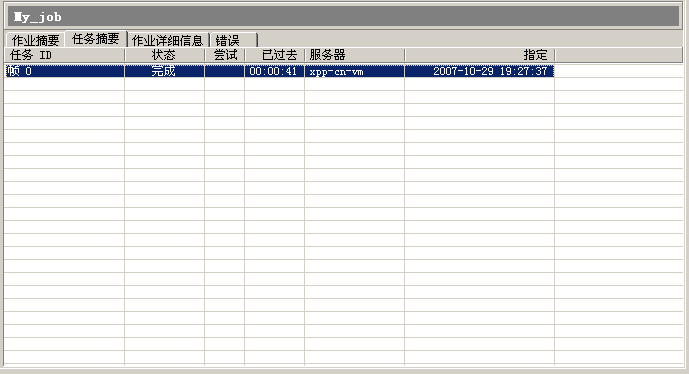 My_job
作业摘要 任务摘要 作业详细信息 错误
任务 ID 状态 尝试 已过去 服务器 指定
帧 0 完成 00:00:41 xpp-cn-vm 2007-10-29 19:27:37